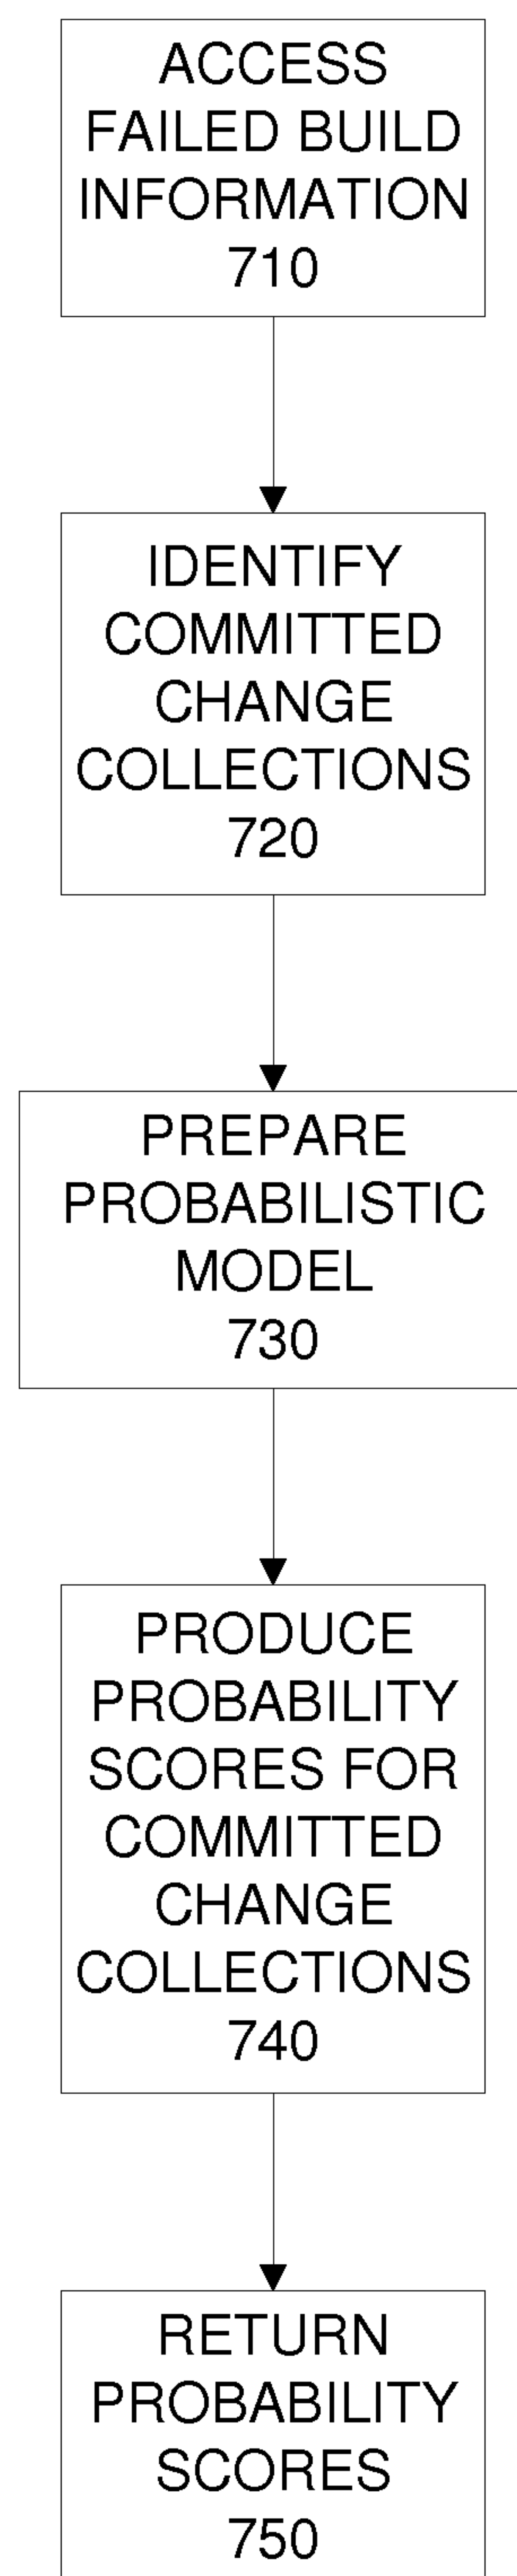 ACCESS
FAILED BUILD
INFORMATION
710
IDENTIFY
COMMITTED
CHANGE
COLLECTIONS
720
PREPARE
PROBABILISTIC
MODEL
730
PRODUCE
PROBABILITY
SCORES FOR
COMMITTED
CHANGE
COLLECTIONS
740
RETURN
PROBABILITY
SCORES
750